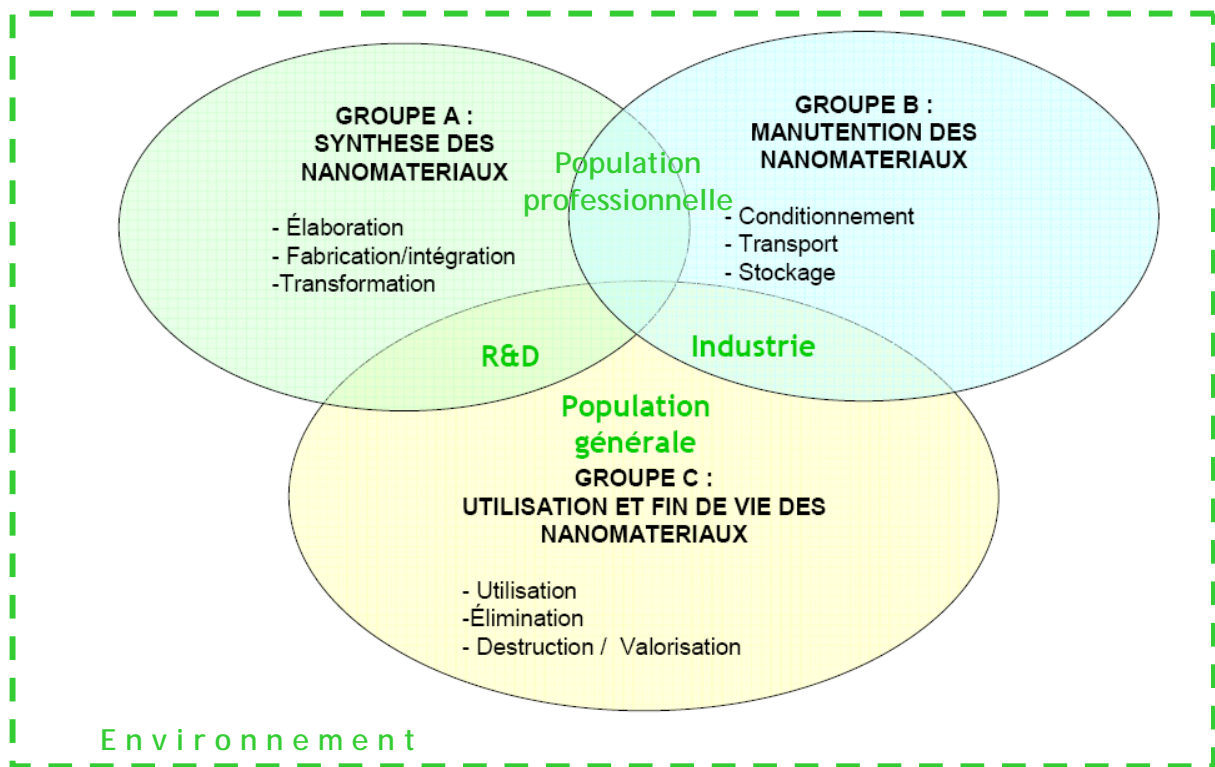 GROUPE A :
SYNTHESE DES
NANOMATERIAUX
- Élaboration
- Fabrication/intégration
-Transformation
Population
professionnelle
GROUPE B :
MANUTENTION DES
NANOMATERIAUX
- Conditionnement
- Transport
- Stockage
R&D
Industrie
Population
générale
GROUPE C :
UTILISATION ET FIN DE VIE DES
NANOMATERIAUX
- Utilisation
-Élimination
- Destruction / Valorisation
Environnement